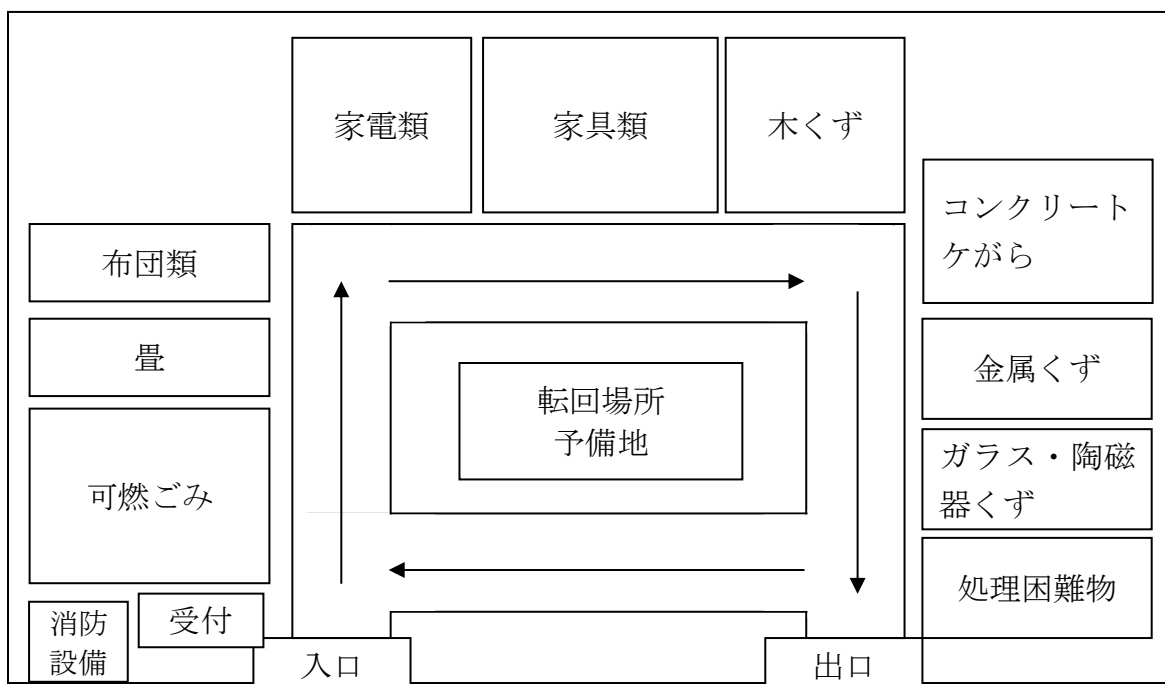 家電類
家具類
木くず
コンクリート
ケがら
布団類
畳
金属くず
転回場所
予備地
可燃ごみ
ガラス・陶磁
器くず
処理困難物
消防
設備
受付
入口
出口